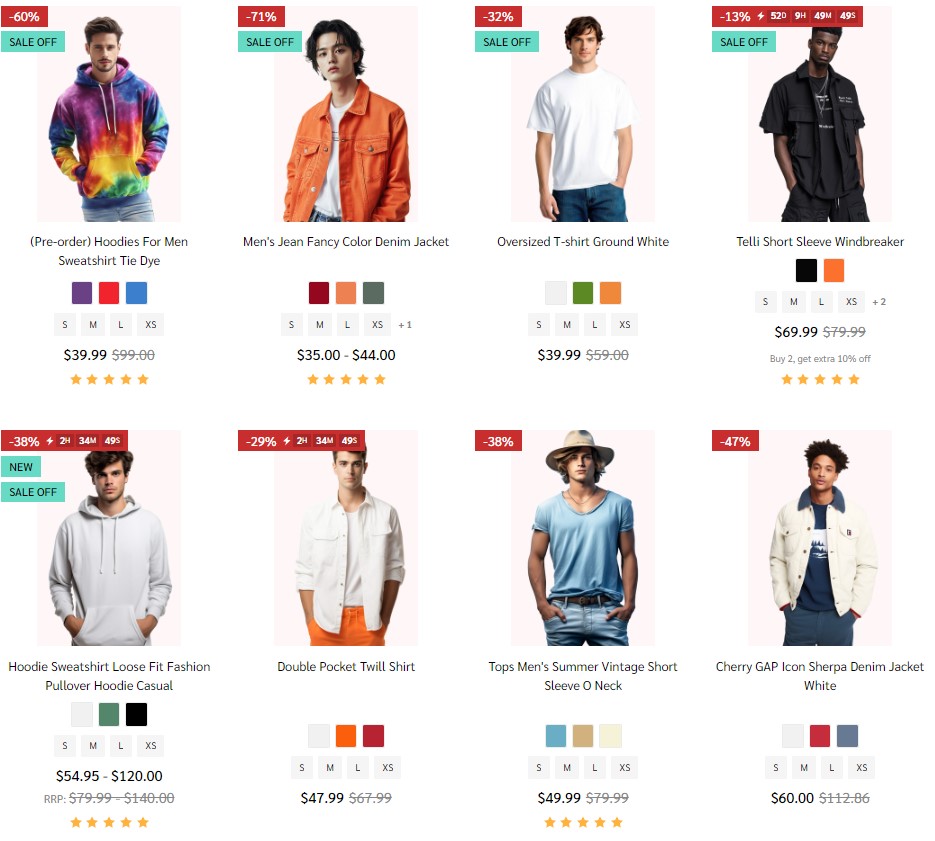 -60%
SALE OFF
-71%
SALE OFF
-32%
SALE OFF
-13% 520 9H 49M 49S
SALE OFF
(Pre-order) Hoodies For Men
Sweatshirt Tie Dye
S M L XS
$39.99 $99.00
Men's Jean Fancy Color Denim Jacket
S M L XS + 1
$35.00 - $44.00
Oversized T-shirt Ground White
S M L XS
$39.99 $59.00
Telli Short Sleeve Windbreaker
S M L XS + 2
$69.99 $79.99
Buy 2, get extra 10% off
-38% 2H 34M 49S
NEW
SALE OFF
-29% 2H 34M 49S
-38%
-47%
Hoodie Sweatshirt Loose Fit Fashion
Pullover Hoodie Casual
S M L XS
$54.95 - $120.00
RRP: $79.99 - $140.00
Double Pocket Twill Shirt
S M L XS
$47.99 $67.99
Tops Men's Summer Vintage Short
Sleeve O Neck
S M L XS
$49.99 $79.99
Cherry GAP Icon Sherpa Denim Jacket
White
S M L XS
$60.00 $112.86